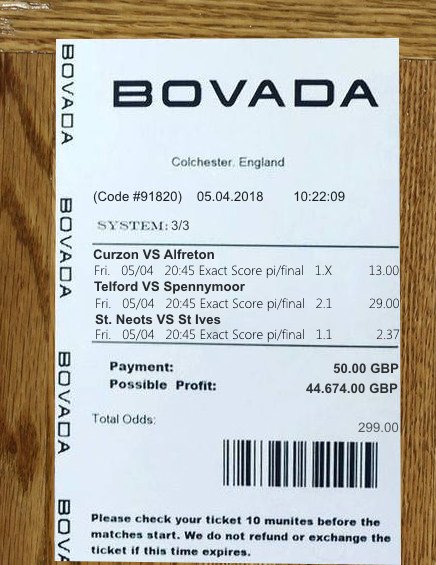 BOVADA
BOVADA
BOVADA
BOVADA
BOVA
BOVADA
Colchester, England
(Code #91820) 05.04.2018 10:22:09
SYSTEM: 3/3
Curzon VS Alfreton
Fri. 05/04 20:45 Exact Score pi/final 1.X 13.00
Telford VS Spennymoor
Fri. 05/04 20:45 Exact Score pi/final 2.1 29.00
St. Neots VS St Ives
Fri. 05/04 20:45 Exact Score pi/final 1.1 2.37
Payment: 50.00 GBP
Possible Profit: 44.674.00 GBP
Total Odds: 299.00
Please check your ticket 10 munites before the
matches start. We do not refund or exchange the
ticket if this time expires.